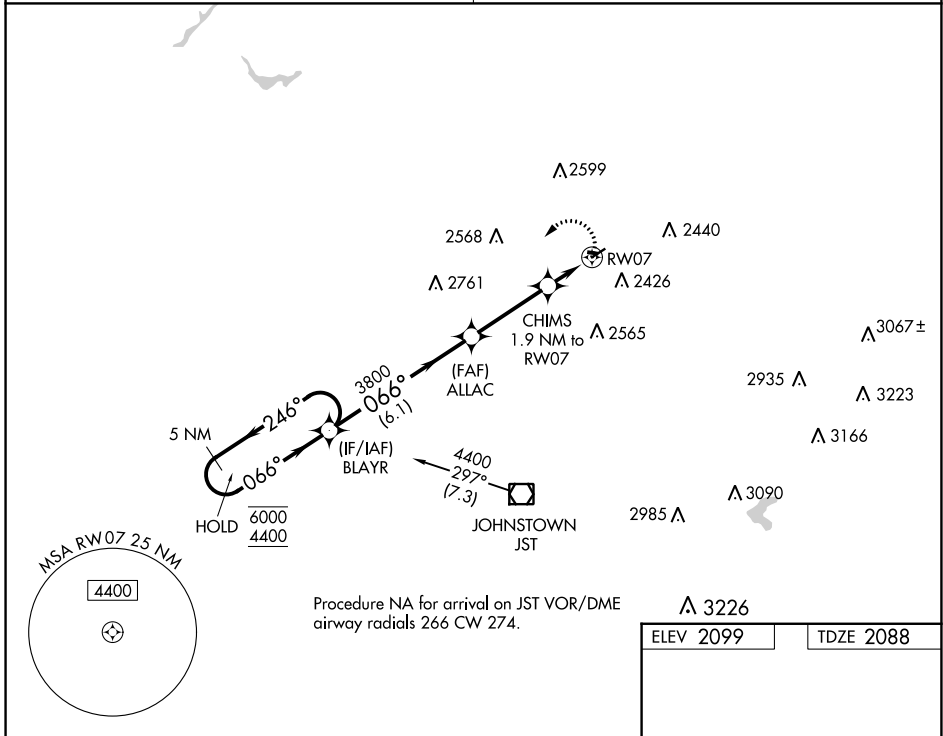 2599
2568
2440
RW07
2761
2426
CHIMS
1.9 NM to
RW07
2565
3067±
(FAF)
ALLAC
3800
066°
(6.1)
2935
3223
246°
5 NM
066°
(IF/IAF)
BLAYR
3166
4400
297°
(7.3)
HOLD
6000
4400
JOHNSTOWN
JST
3090
2985
MSA RW07 25 NM
4400
Procedure NA for arrival on JST VOR/DME
airway radials 266 CW 274.
3226
ELEV 2099
TDZE 2088